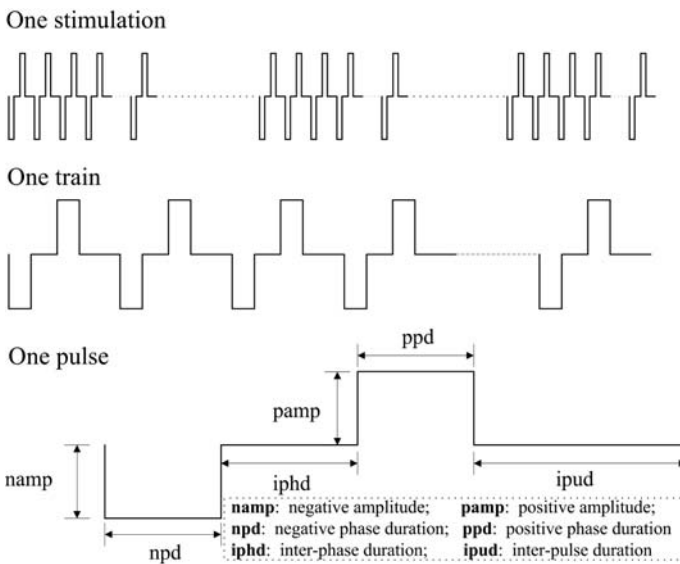 One stimulation
One train
One pulse
ppd
pamp
namp
iphd
ipud
npd
namp: negative amplitude; pamp: positive amplitude;
npd: negative phase duration; ppd: positive phase duration
iphd: inter-phase duration; ipud: inter-pulse duration